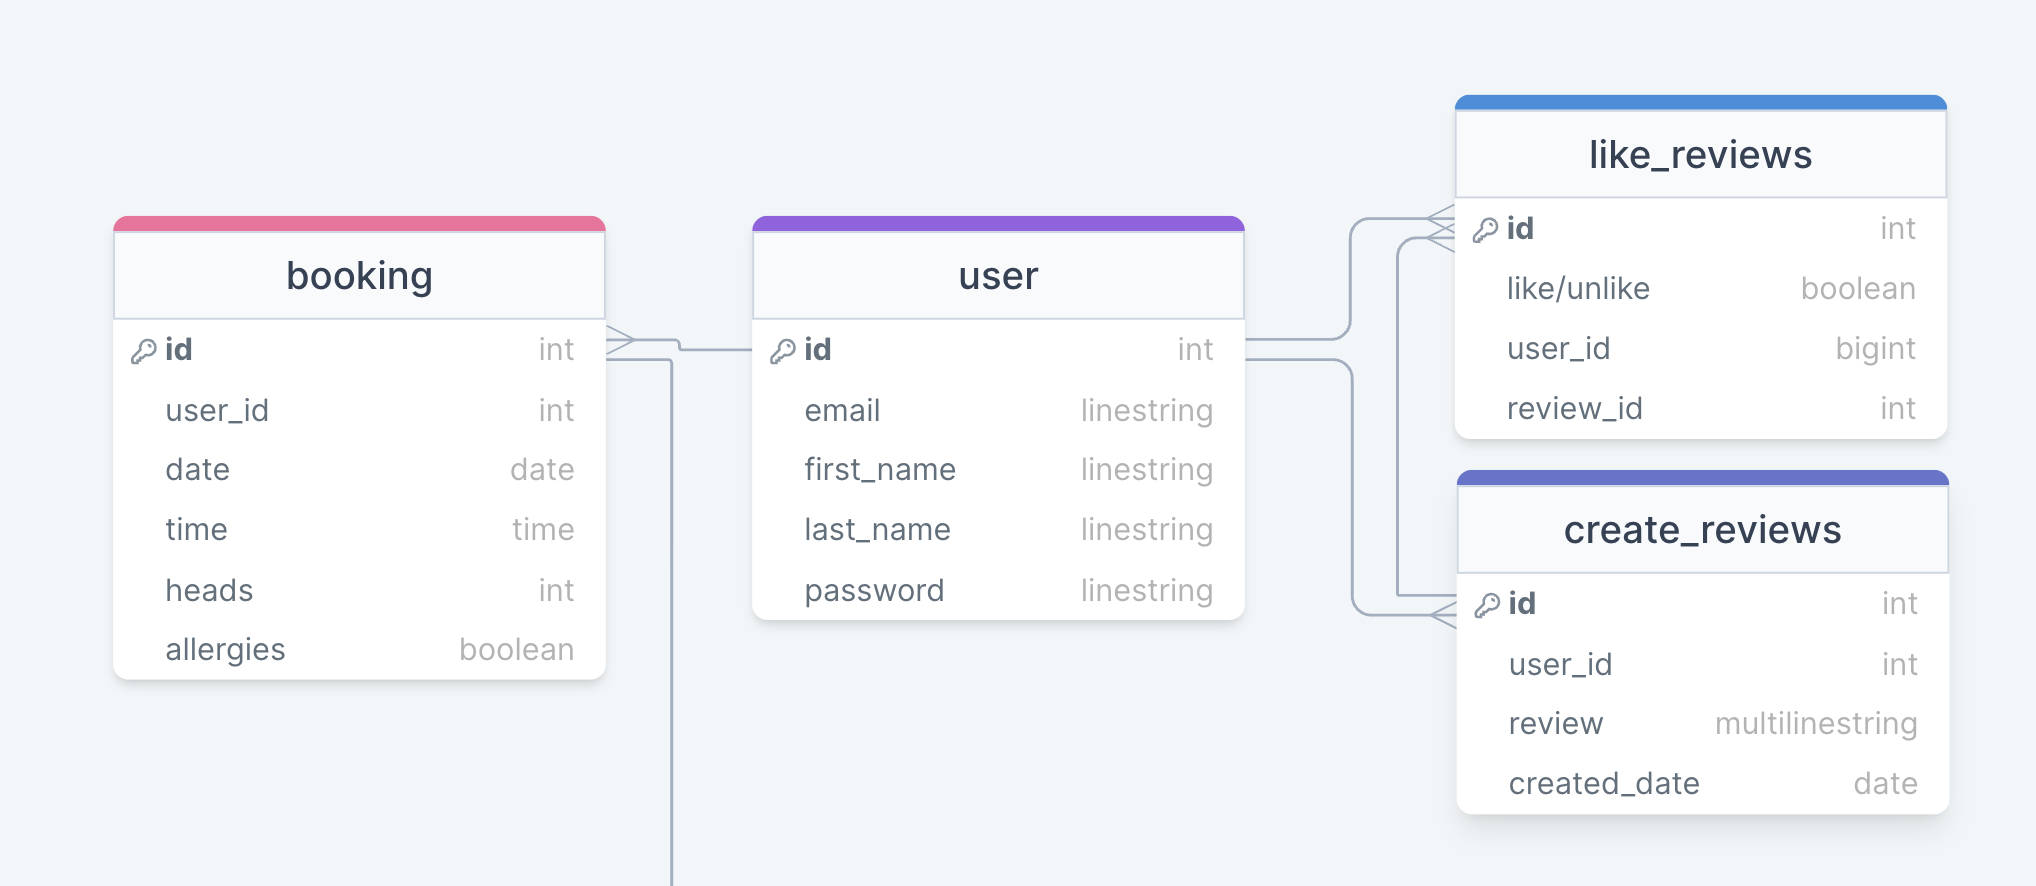 booking
id int
user_id int
date date
time time
heads int
allergies boolean
user
id int
email linestring
first_name linestring
last_name linestring
password linestring
like_reviews
id int
like/unlike boolean
user_id bigint
review_id int
create_reviews
id int
user_id int
review multilinestring
created_date date